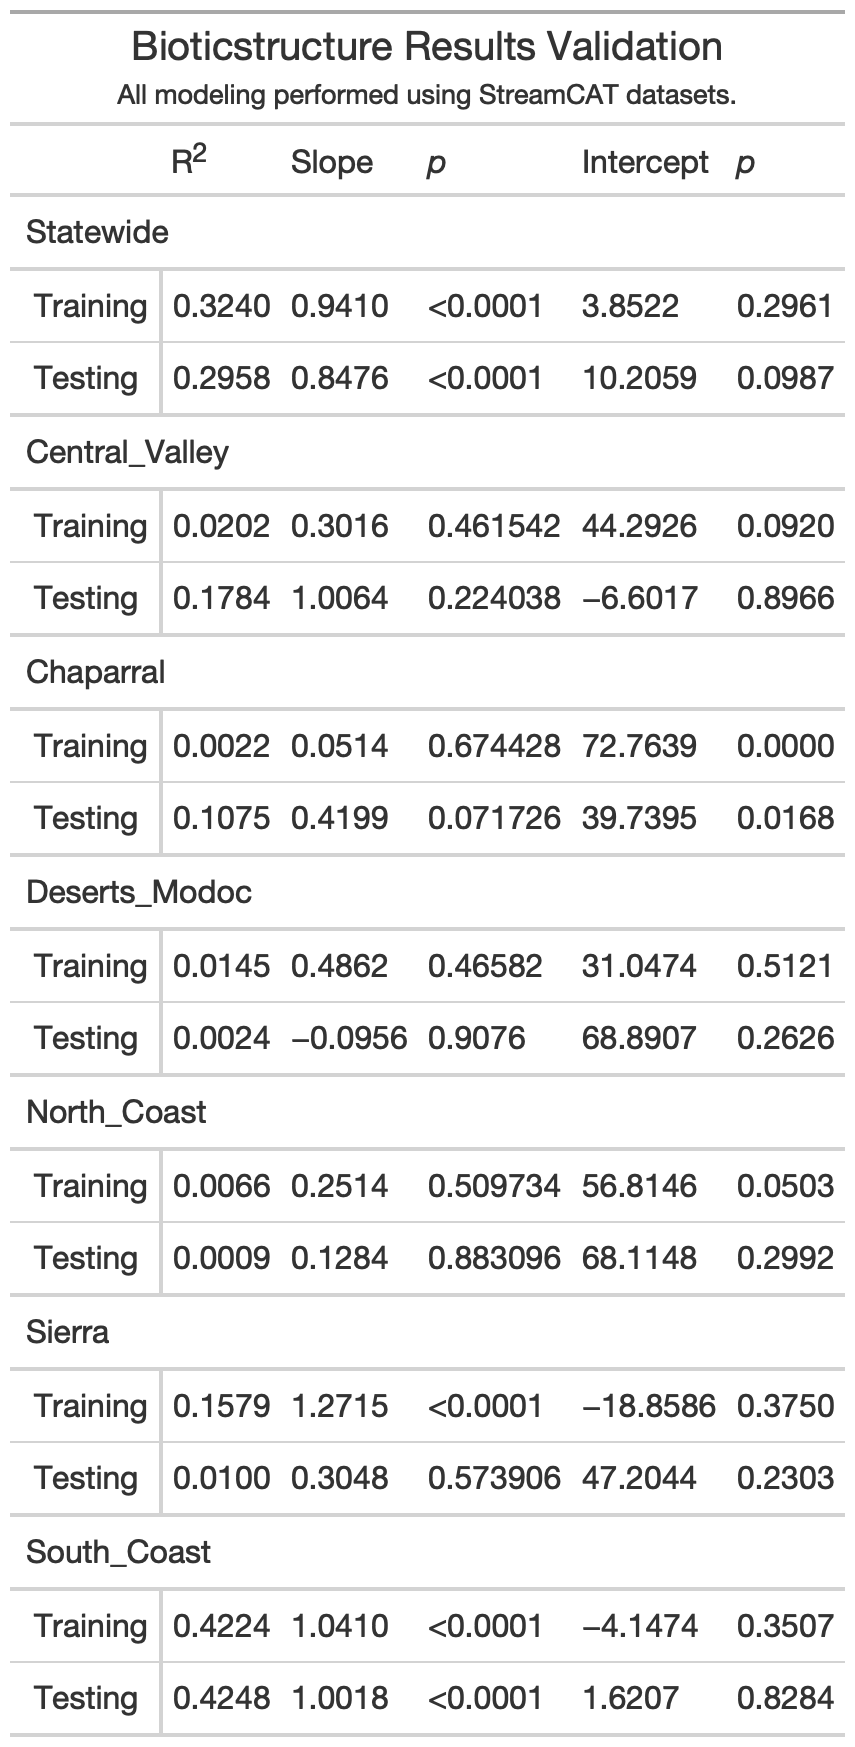 Bioticstructure Results Validation
All modeling performed using StreamCAT datasets.
R² Slope p Intercept p
Statewide
Training 0.3240 0.9410 <0.0001 3.8522 0.2961
Testing 0.2958 0.8476 <0.0001 10.2059 0.0987
Central_Valley
Training 0.0202 0.3016 0.461542 44.2926 0.0920
Testing 0.1784 1.0064 0.224038 −6.6017 0.8966
Chaparral
Training 0.0022 0.0514 0.674428 72.7639 0.0000
Testing 0.1075 0.4199 0.071726 39.7395 0.0168
Deserts_Modoc
Training 0.0145 0.4862 0.46582 31.0474 0.5121
Testing 0.0024 −0.0956 0.9076 68.8907 0.2626
North_Coast
Training 0.0066 0.2514 0.509734 56.8146 0.0503
Testing 0.0009 0.1284 0.883096 68.1148 0.2992
Sierra
Training 0.1579 1.2715 <0.0001 −18.8586 0.3750
Testing 0.0100 0.3048 0.573906 47.2044 0.2303
South_Coast
Training 0.4224 1.0410 <0.0001 −4.1474 0.3507
Testing 0.4248 1.0018 <0.0001 1.6207 0.8284